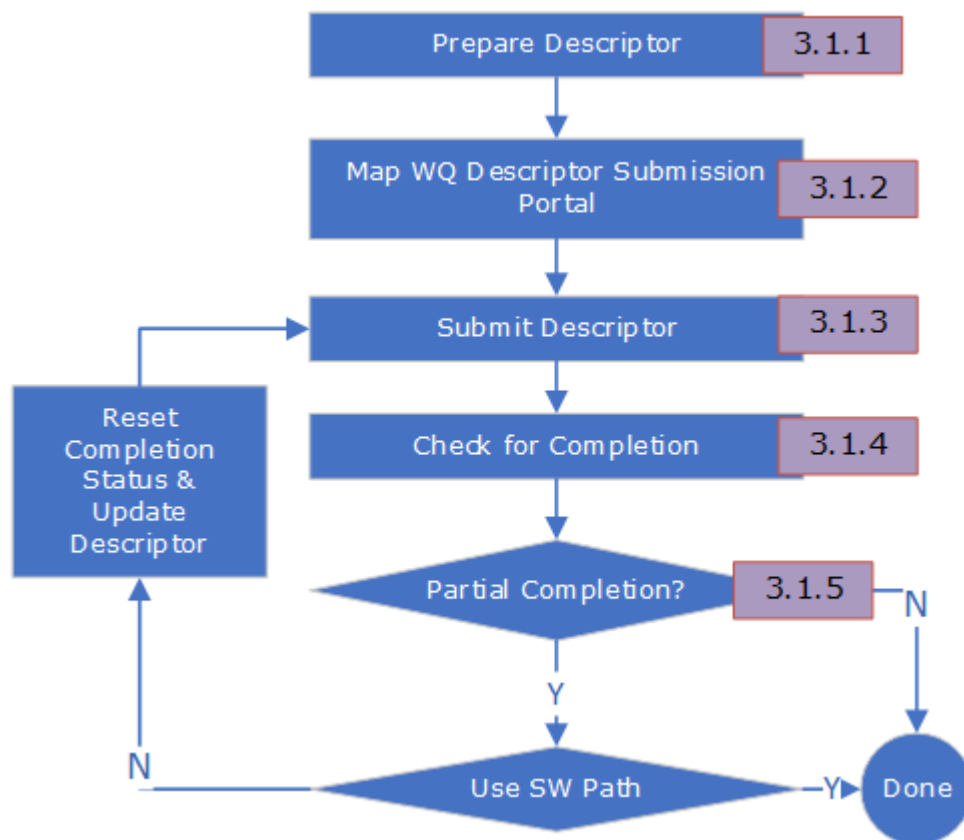 Prepare Descriptor
3.1.1
Map WQ Descriptor Submission
Portal
3.1.2
Submit Descriptor
3.1.3
Reset
Completion
Status &
Update
Descriptor
Check for Completion
3.1.4
Partial Completion?
3.1.5
N
Y
N
Use SW Path
Y
Done